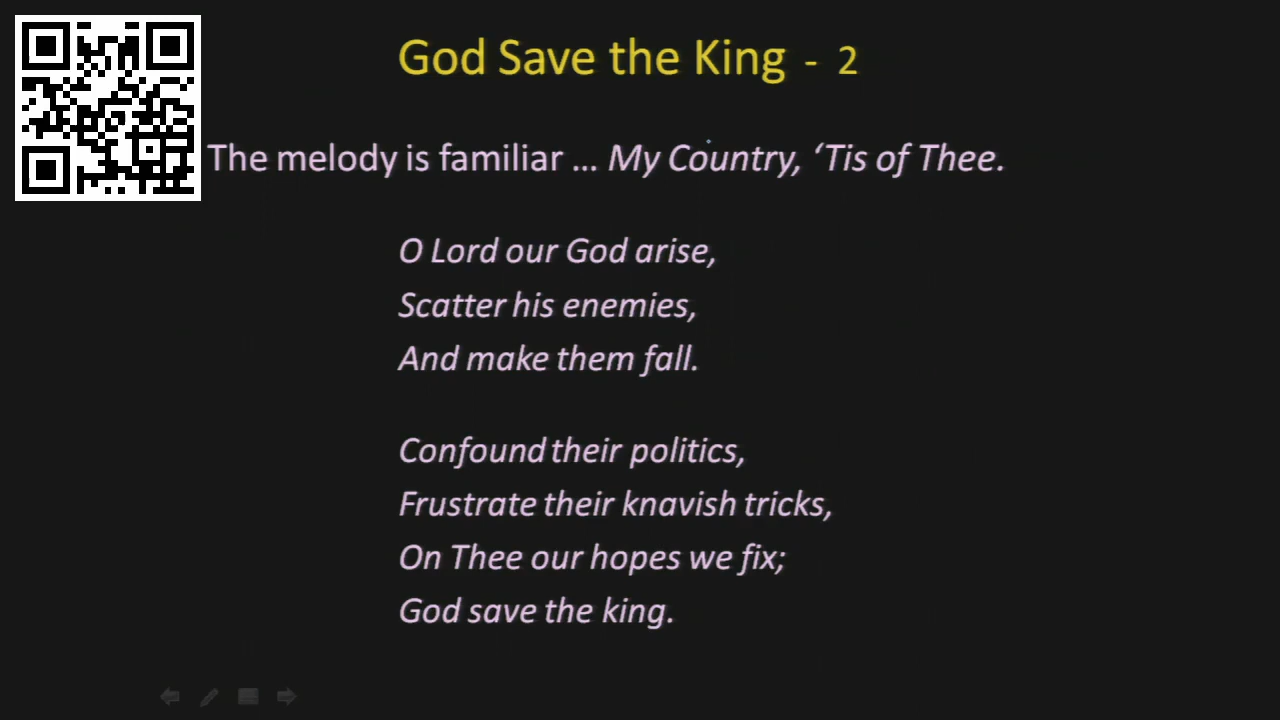 God Save the King - 2
The melody is familiar ... My Country, ‘Tis of Thee.
O Lord our God arise,
Scatter his enemies,
And make them fall.
Confound their politics,
Frustrate their knavish tricks,
On Thee our hopes we fix;
God save the king.